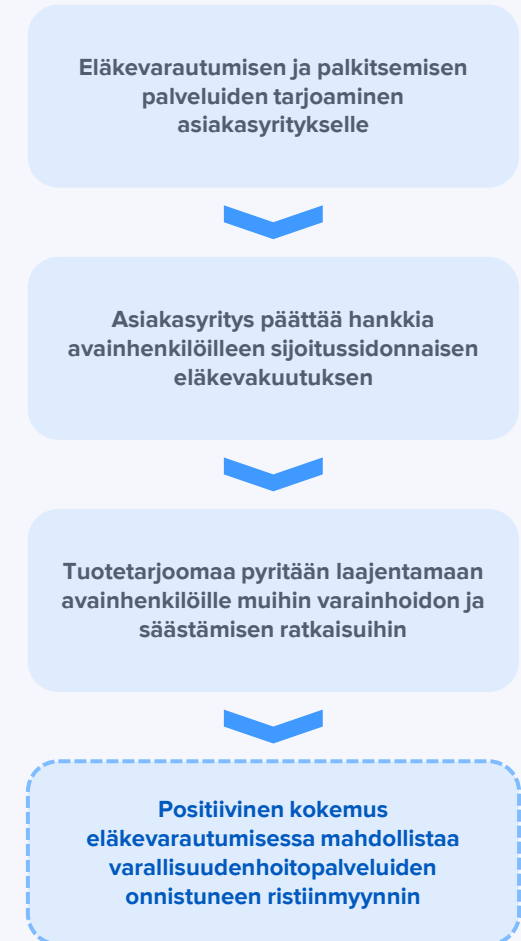 Eläkevarautumisen ja palkitsemisen
palveluiden tarjoaminen
asiakasyritykselle
Asiakasyritys päättää hankkia
avainhenkilöilleen sijoitussidonnaisen
eläkevakuutuksen
Tuotetarjoomaa pyritään laajentamaan
avainhenkilöille muihin varainhoidon ja
säästämisen ratkaisuihin
Positiivinen kokemus
eläkevarautumisessa mahdollistaa
varallisuudenhoitopalveluiden
onnistuneen ristiinmyynnin